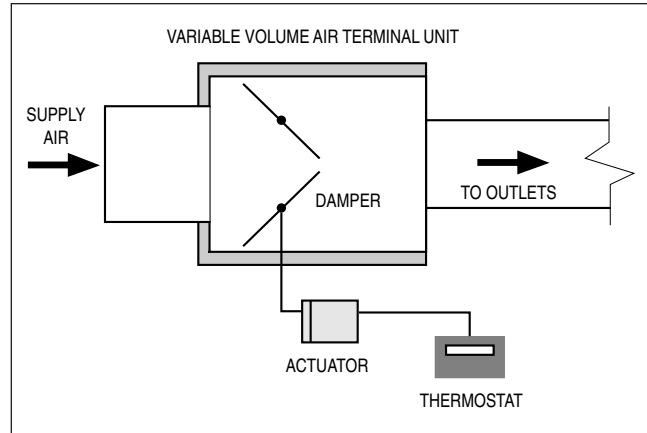 VARIABLE VOLUME AIR TERMINAL UNIT
SUPPLY
AIR
DAMPER
TO OUTLETS
ACTUATOR
THERMOSTAT